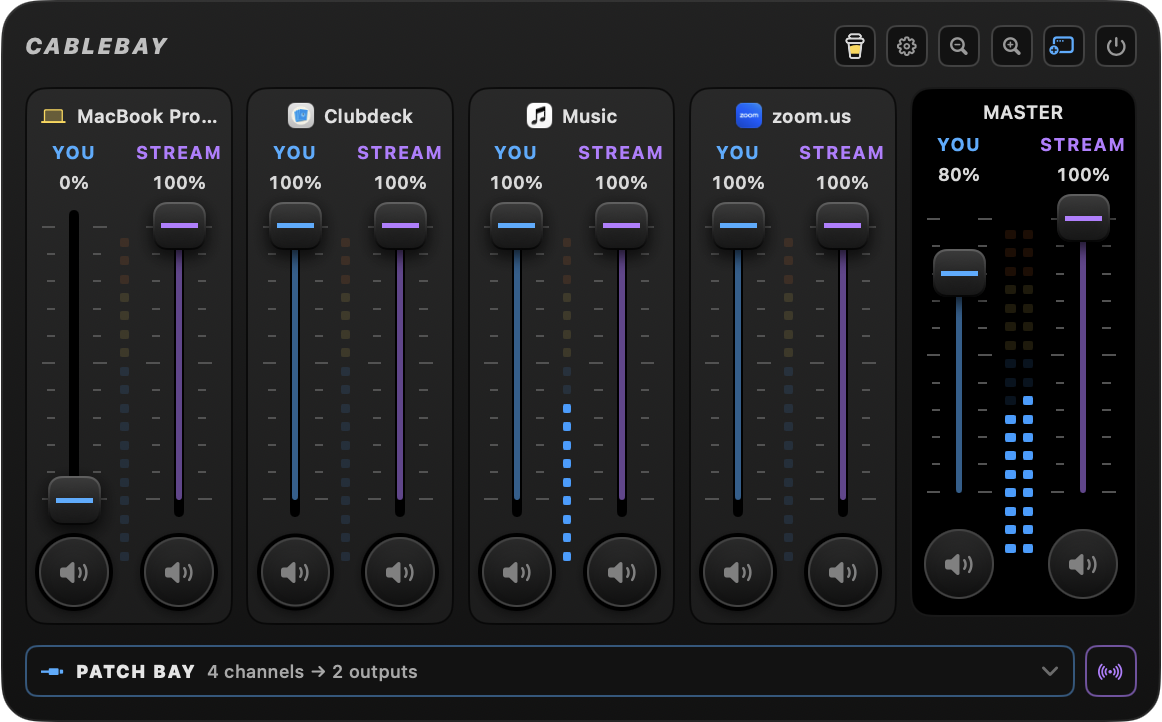 CABLEBAY
MacBook Pro...
YOU STREAM
0% 100%
Clubdeck
YOU STREAM
100% 100%
Music
YOU STREAM
100% 100%
zoom
zoom.us
YOU STREAM
100% 100%
MASTER
YOU STREAM
80% 100%
PATCH BAY 4 channels → 2 outputs